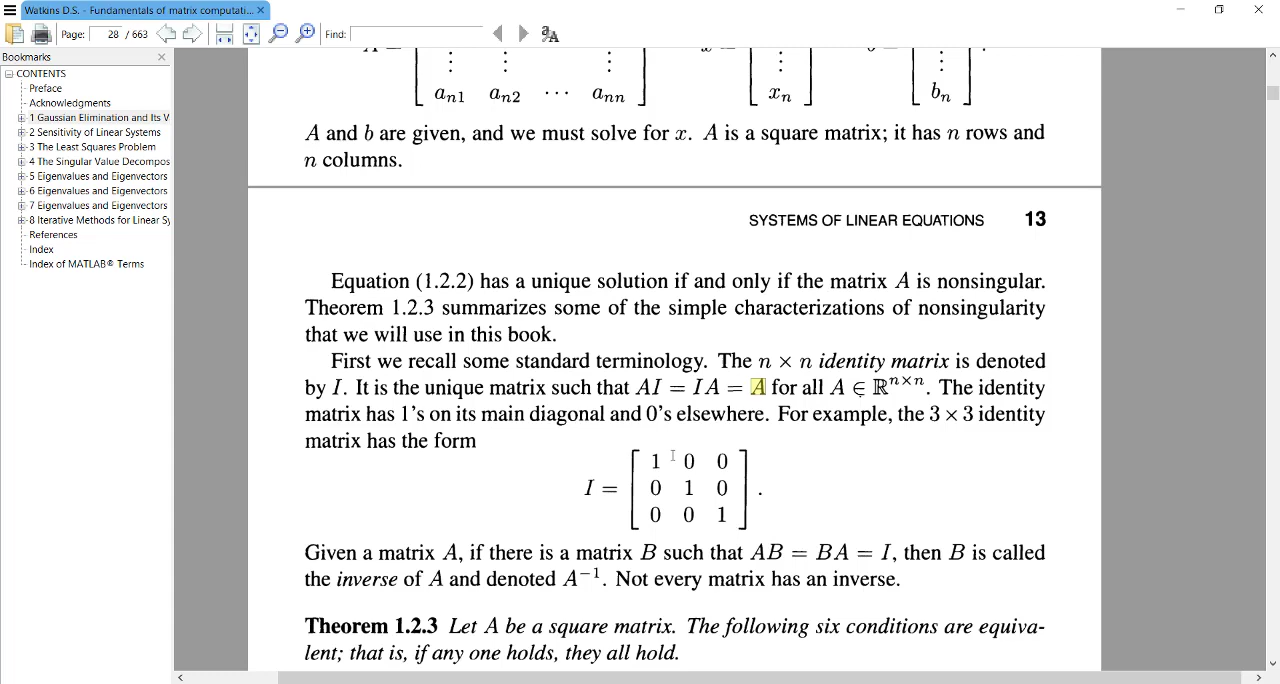 Watkins D.S. - Fundamentals of matrix computati...
Page: 28 / 663 Find:
Bookmarks
CONTENTS
Preface
Acknowledgments
1 Gaussian Elimination and Its V
2 Sensitivity of Linear Systems
3 The Least Squares Problem
4 The Singular Value Decompos
5 Eigenvalues and Eigenvectors
6 Eigenvalues and Eigenvectors
7 Eigenvalues and Eigenvectors
8 Iterative Methods for Linear Sy
References
Index
Index of MATLAB® Terms
⋮ ⋮ ⋮ ⋮ ⋮
aₙ₁ aₙ₂ ⋯ aₙₙ xₙ bₙ
A and b are given, and we must solve for x. A is a square matrix; it has n rows and
n columns.
SYSTEMS OF LINEAR EQUATIONS 13
Equation (1.2.2) has a unique solution if and only if the matrix A is nonsingular.
Theorem 1.2.3 summarizes some of the simple characterizations of nonsingularity
that we will use in this book.
First we recall some standard terminology. The n × n identity matrix is denoted
by I. It is the unique matrix such that AI = IA = A for all A ∈ ℝⁿˣⁿ. The identity
matrix has 1's on its main diagonal and 0's elsewhere. For example, the 3 × 3 identity
matrix has the form
1 0 0
I = 0 1 0 .
0 0 1
Given a matrix A, if there is a matrix B such that AB = BA = I, then B is called
the inverse of A and denoted A⁻¹. Not every matrix has an inverse.
Theorem 1.2.3 Let A be a square matrix. The following six conditions are equiva-
lent; that is, if any one holds, they all hold.